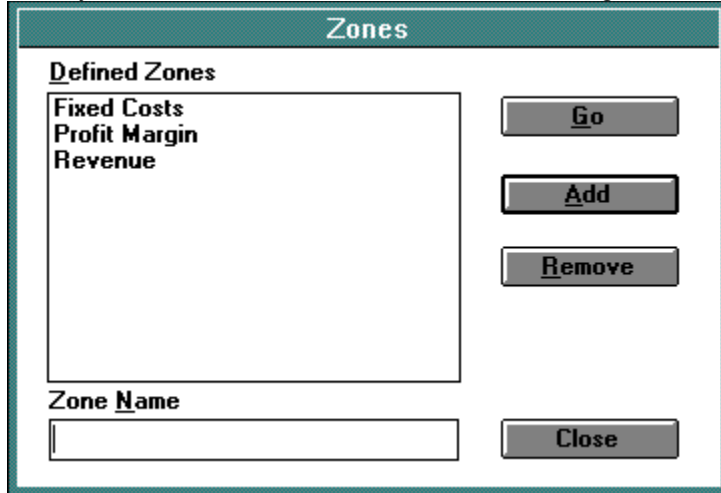 Zones
Defined Zones
Fixed Costs
Profit Margin
Revenue
Go
Add
Remove
Zone Name
Close